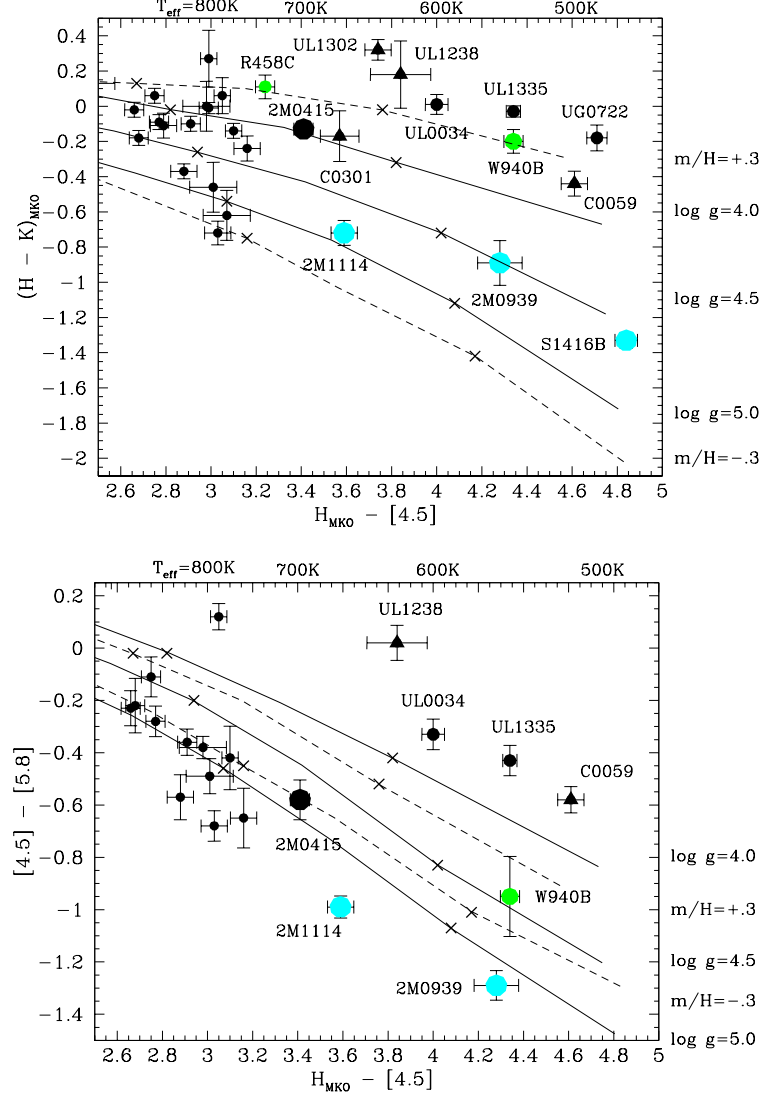 T_eff=800K 700K 600K 500K
0.4
UL1302
UL1238
R458C
0.2
UL1335
2M0415
UG0722
0
UL0034
-0.2
W940B
m/H=+.3
C0301
-0.4
C0059
log g=4.0
-0.6
(H − K)_MKO
-0.8
2M1114
2M0939
-1
log g=4.5
-1.2
S1416B
-1.4
-1.6
log g=5.0
-1.8
-2
m/H=−.3
2.6 2.8 3 3.2 3.4 3.6 3.8 4 4.2 4.4 4.6 4.8 5
H_MKO − [4.5]
T_eff=800K 700K 600K 500K
0.2
UL1238
0
-0.2
UL0034
UL1335
-0.4
C0059
[4.5] − [5.8]
-0.6
2M0415
-0.8
log g=4.0
W940B
m/H=+.3
-1
2M1114
log g=4.5
-1.2
2M0939
m/H=−.3
-1.4
log g=5.0
2.6 2.8 3 3.2 3.4 3.6 3.8 4 4.2 4.4 4.6 4.8 5
H_MKO − [4.5]